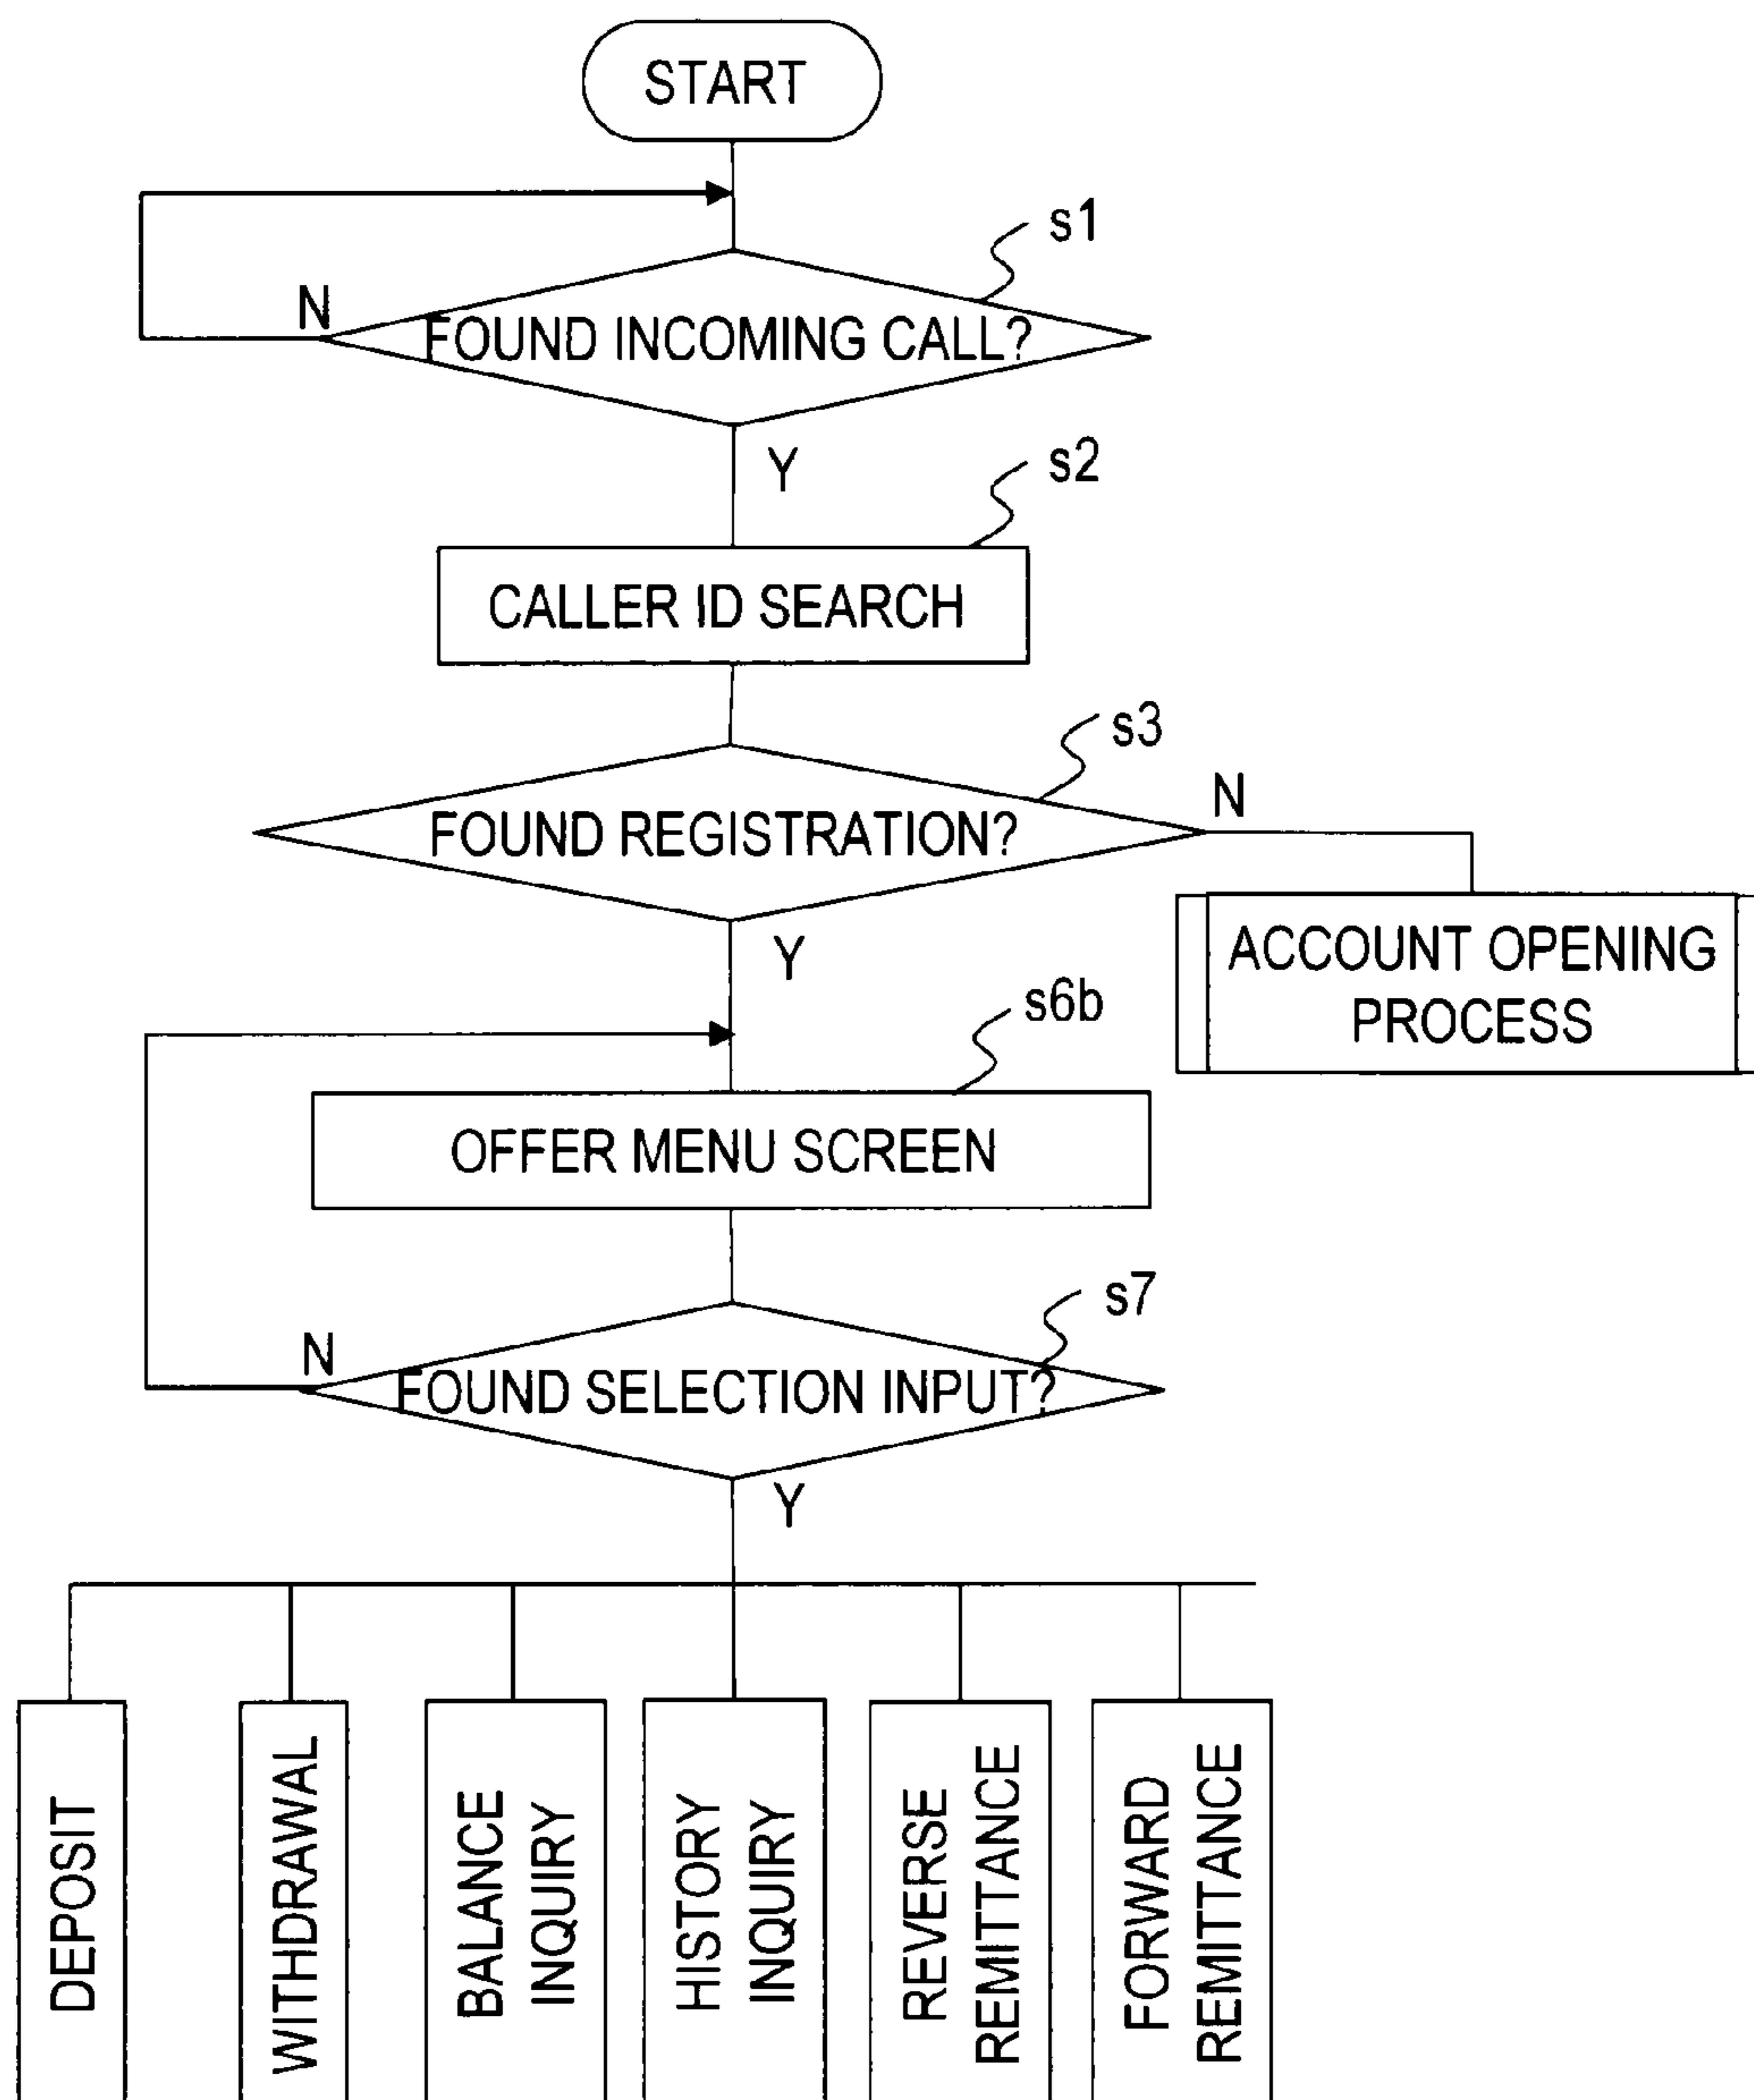 START
s1
N
FOUND INCOMING CALL?
Y
s2
CALLER ID SEARCH
s3
N
FOUND REGISTRATION?
ACCOUNT OPENING
PROCESS
Y
s6b
OFFER MENU SCREEN
s7
N
FOUND SELECTION INPUT?
Y
DEPOSIT
WITHDRAWAL
BALANCE
INQUIRY
HISTORY
INQUIRY
REVERSE
REMITTANCE
FORWARD
REMITTANCE